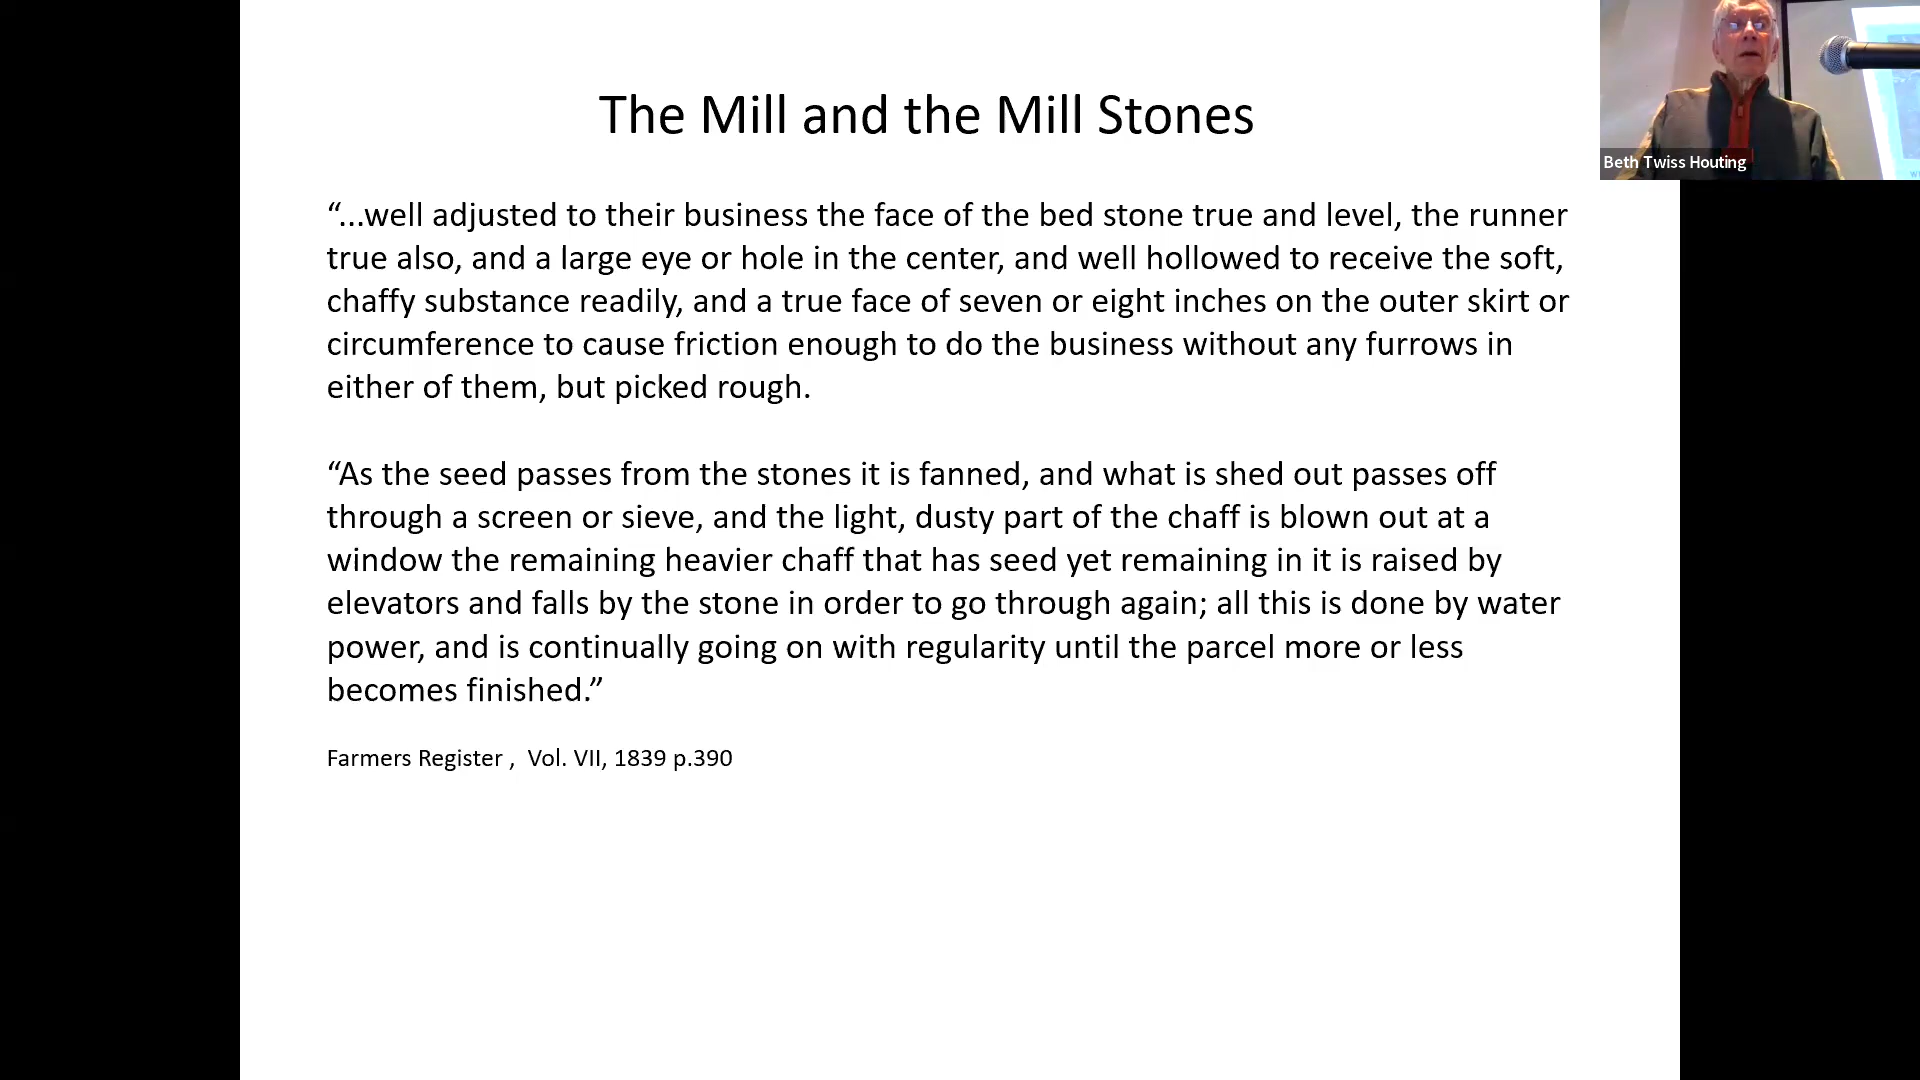 The Mill and the Mill Stones
Beth Twiss Houting
“...well adjusted to their business the face of the bed stone true and level, the runner
true also, and a large eye or hole in the center, and well hollowed to receive the soft,
chaffy substance readily, and a true face of seven or eight inches on the outer skirt or
circumference to cause friction enough to do the business without any furrows in
either of them, but picked rough.
“As the seed passes from the stones it is fanned, and what is shed out passes off
through a screen or sieve, and the light, dusty part of the chaff is blown out at a
window the remaining heavier chaff that has seed yet remaining in it is raised by
elevators and falls by the stone in order to go through again; all this is done by water
power, and is continually going on with regularity until the parcel more or less
becomes finished.”
Farmers Register , Vol. VII, 1839 p.390